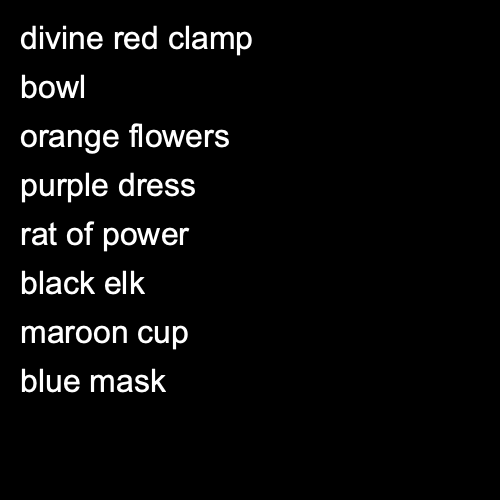 divine red clamp
bowl
orange flowers
purple dress
rat of power
black elk
maroon cup
blue mask